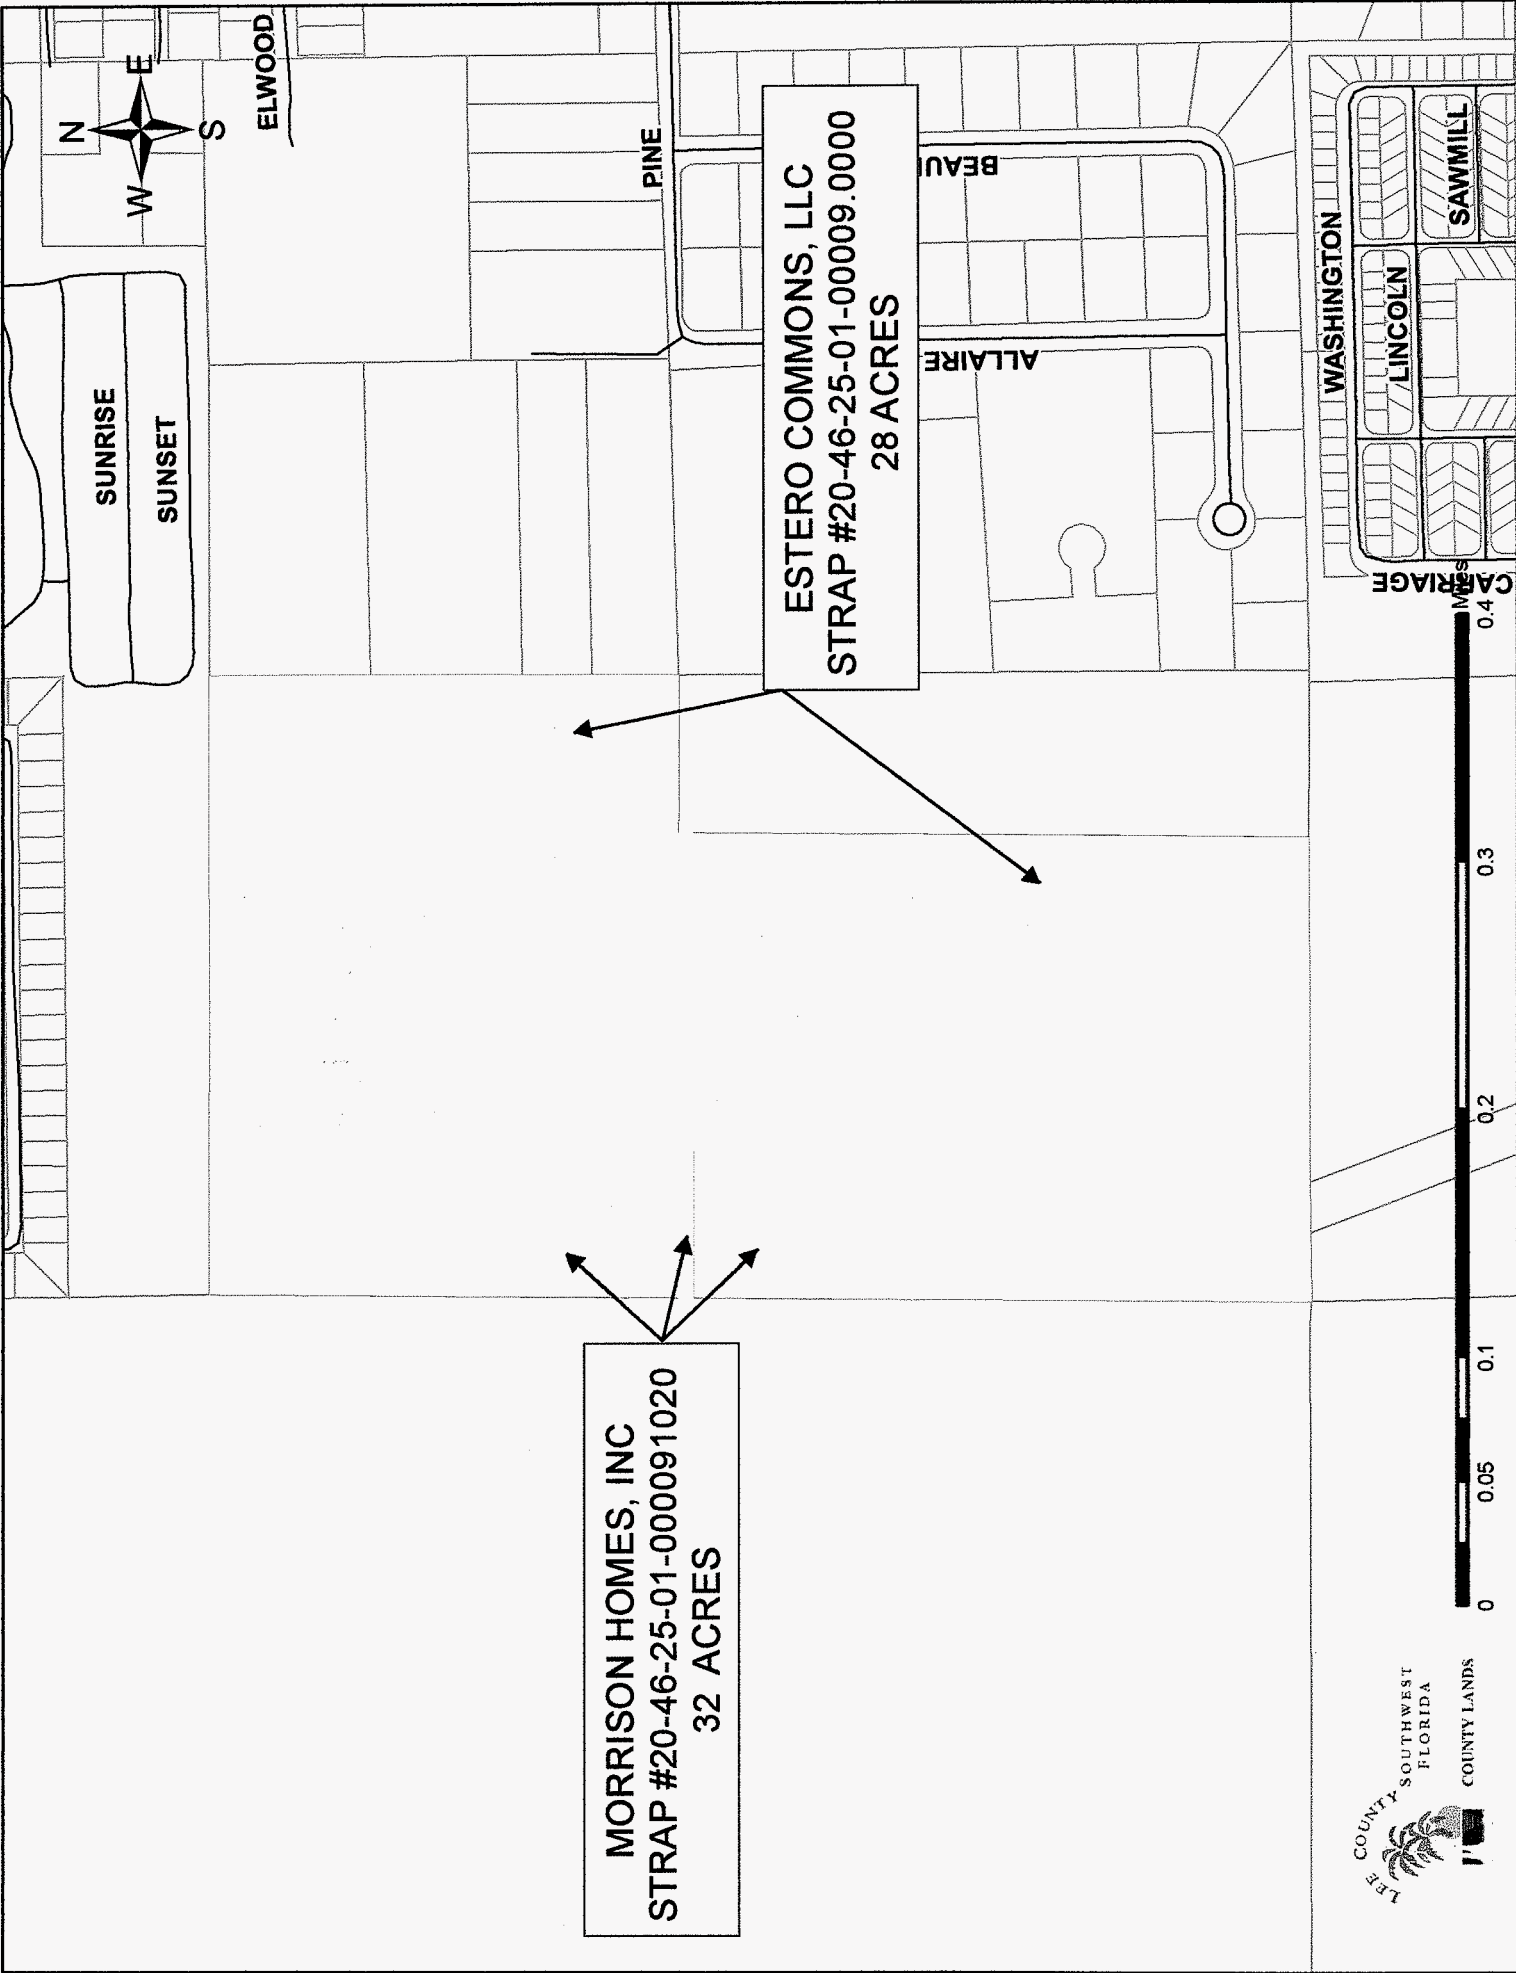 N
E
S
W
ELWOOD
SUNRISE
SUNSET
PINE
ESTERO COMMONS, LLC
STRAP #20-46-25-01-00009.0000
28 ACRES
ALLAIRE
WASHINGTON
LINCOLN
SAWMILL
CARRIAGE
MORRISON HOMES, INC
STRAP #20-46-25-01-000091020
32 ACRES
0
0.05
0.1
0.2
0.3
0.4
Miles
LEE COUNTY
SOUTHWEST
FLORIDA
COUNTY LANDS